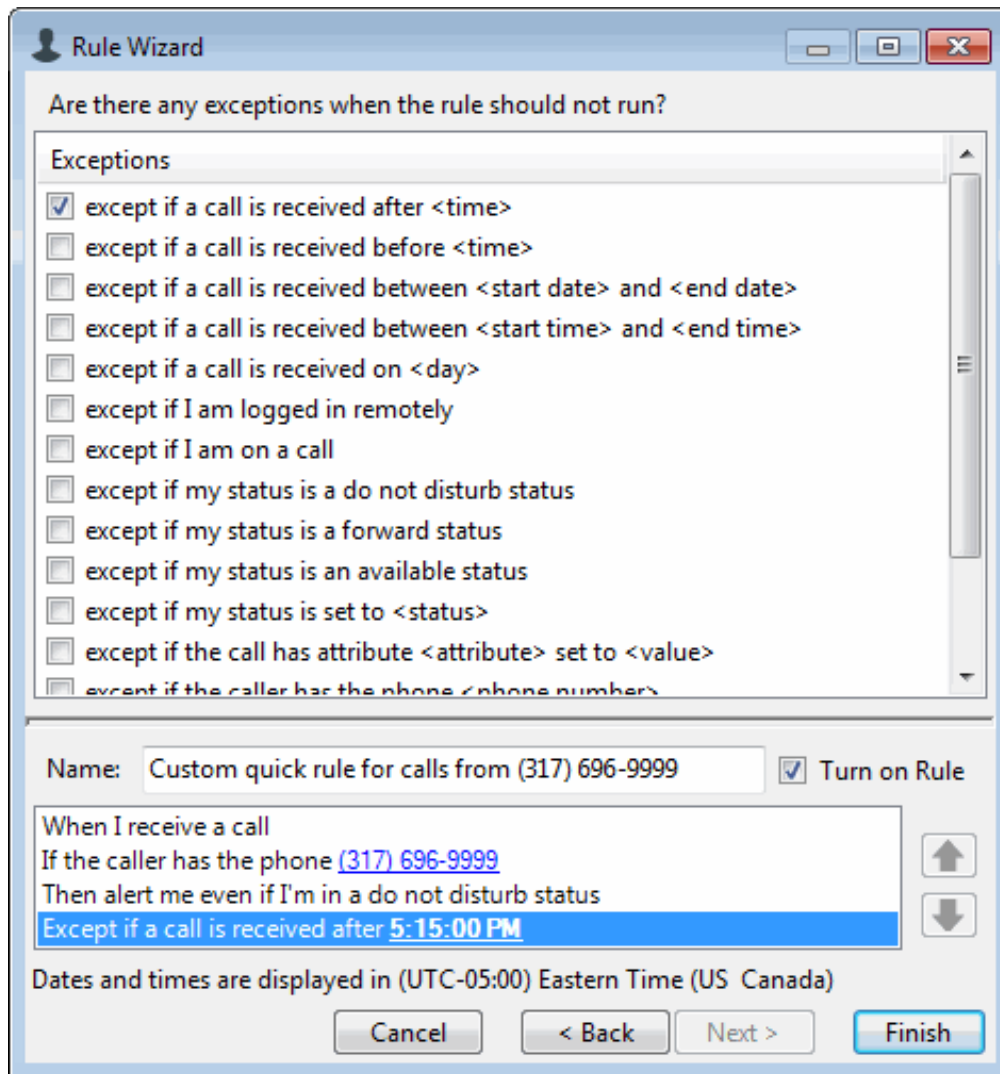 Rule Wizard
Are there any exceptions when the rule should not run?
Exceptions
except if a call is received after <time>
except if a call is received before <time>
except if a call is received between <start date> and <end date>
except if a call is received between <start time> and <end time>
except if a call is received on <day>
except if I am logged in remotely
except if I am on a call
except if my status is a do not disturb status
except if my status is a forward status
except if my status is an available status
except if my status is set to <status>
except if the call has attribute <attribute> set to <value>
except if the caller has the phone <phone number>
Name: Custom quick rule for calls from (317) 696-9999 Turn on Rule
When I receive a call
If the caller has the phone (317) 696-9999
Then alert me even if I'm in a do not disturb status
Except if a call is received after 5:15:00 PM
Dates and times are displayed in (UTC-05:00) Eastern Time (US  Canada)
Cancel < Back Next > Finish